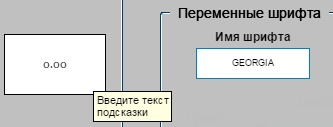 Переменные шрифта
Имя шрифта
GEORGIA
0.00
Введите текст
подсказки